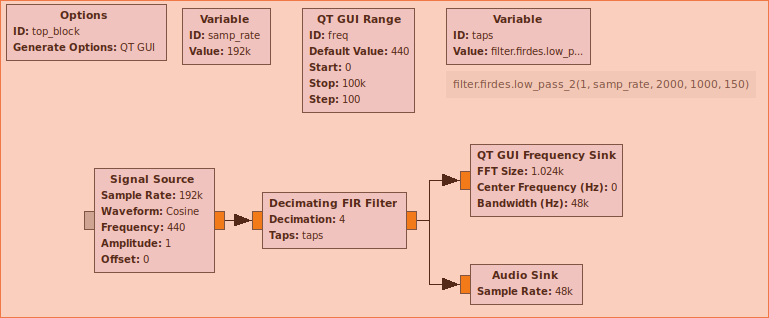 Options
ID: top_block
Generate Options: QT GUI
Variable
ID: samp_rate
Value: 192k
QT GUI Range
ID: freq
Default Value: 440
Start: 0
Stop: 100k
Step: 100
Variable
ID: taps
Value: filter.firdes.low_p...
filter.firdes.low_pass_2(1, samp_rate, 2000, 1000, 150)
Signal Source
Sample Rate: 192k
Waveform: Cosine
Frequency: 440
Amplitude: 1
Offset: 0
Decimating FIR Filter
Decimation: 4
Taps: taps
QT GUI Frequency Sink
FFT Size: 1.024k
Center Frequency (Hz): 0
Bandwidth (Hz): 48k
Audio Sink
Sample Rate: 48k